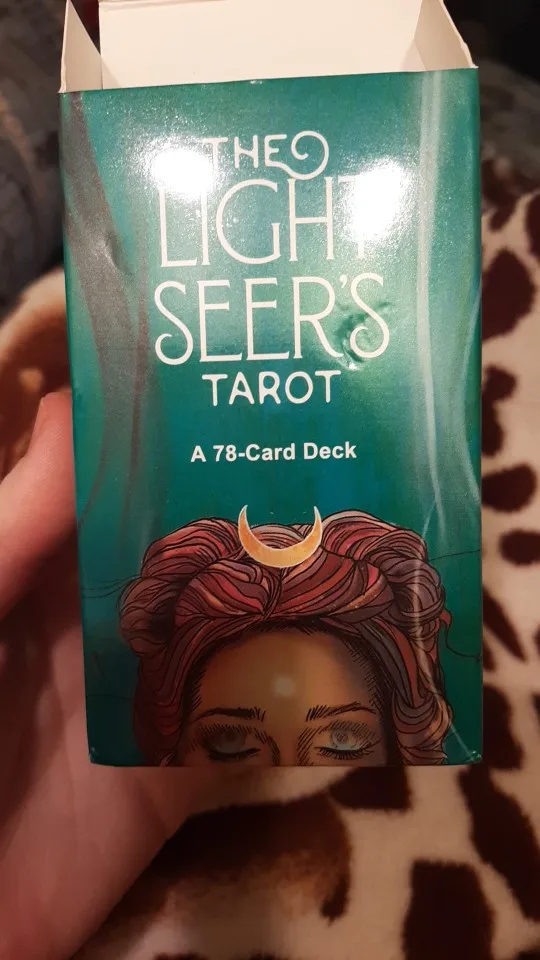 THE
LIGHT
SEER'S
TAROT
A 78-Card Deck